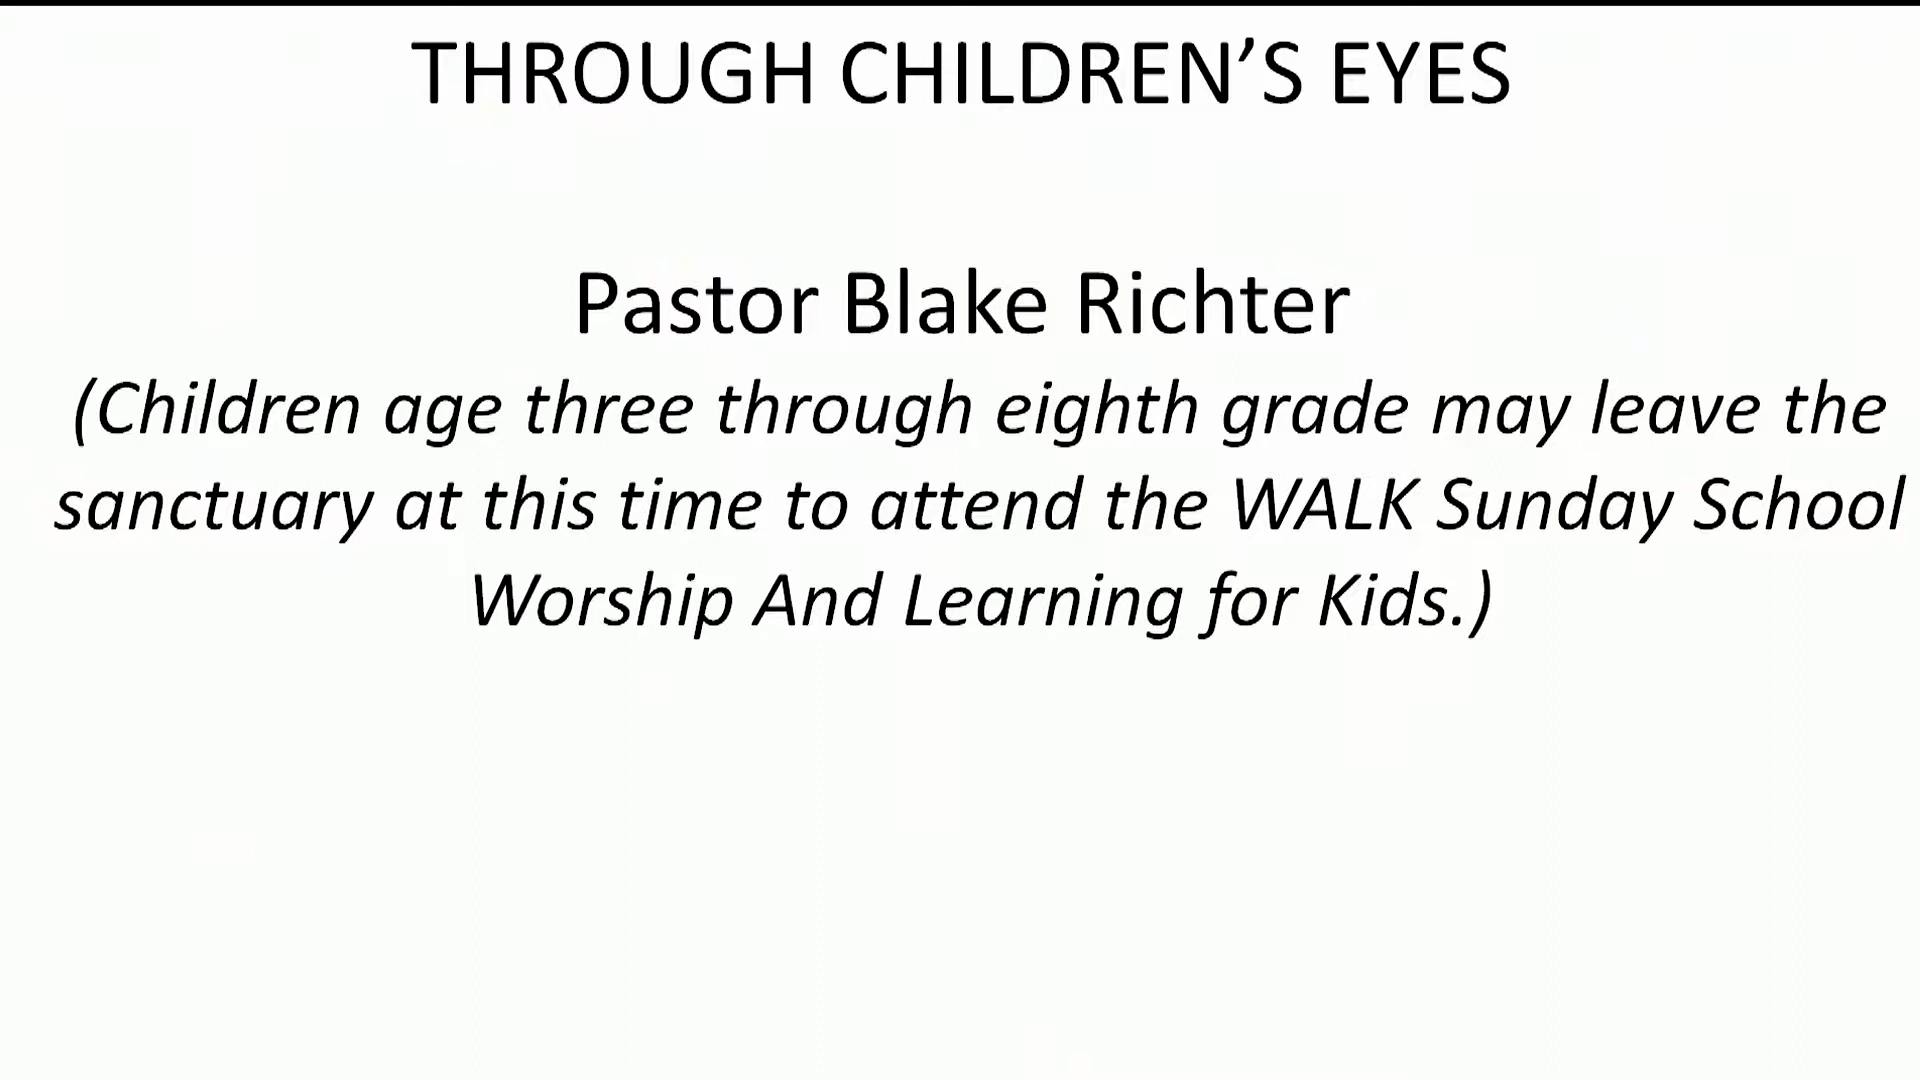 THROUGH CHILDREN’S EYES
Pastor Blake Richter
(Children age three through eighth grade may leave the
sanctuary at this time to attend the WALK Sunday School
Worship And Learning for Kids.)